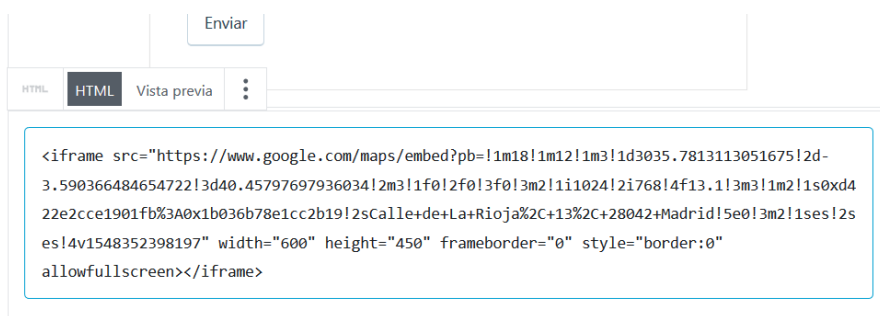 Enviar
HTML HTML Vista previa
<iframe src="https://www.google.com/maps/embed?pb=!1m18!1m12!1m3!1d3035.7813113051675!2d-
3.590366484654722!3d40.45797697936034!2m3!1f0!2f0!3f0!3m2!1i1024!2i768!4f13.1!3m3!1m2!1s0xd4
22e2cce1901fb%3A0x1b036b78e1cc2b19!2sCalle+de+La+Rioja%2C+13%2C+28042+Madrid!5e0!3m2!1ses!2s
es!4v1548352398197" width="600" height="450" frameborder="0" style="border:0"
allowfullscreen></iframe>